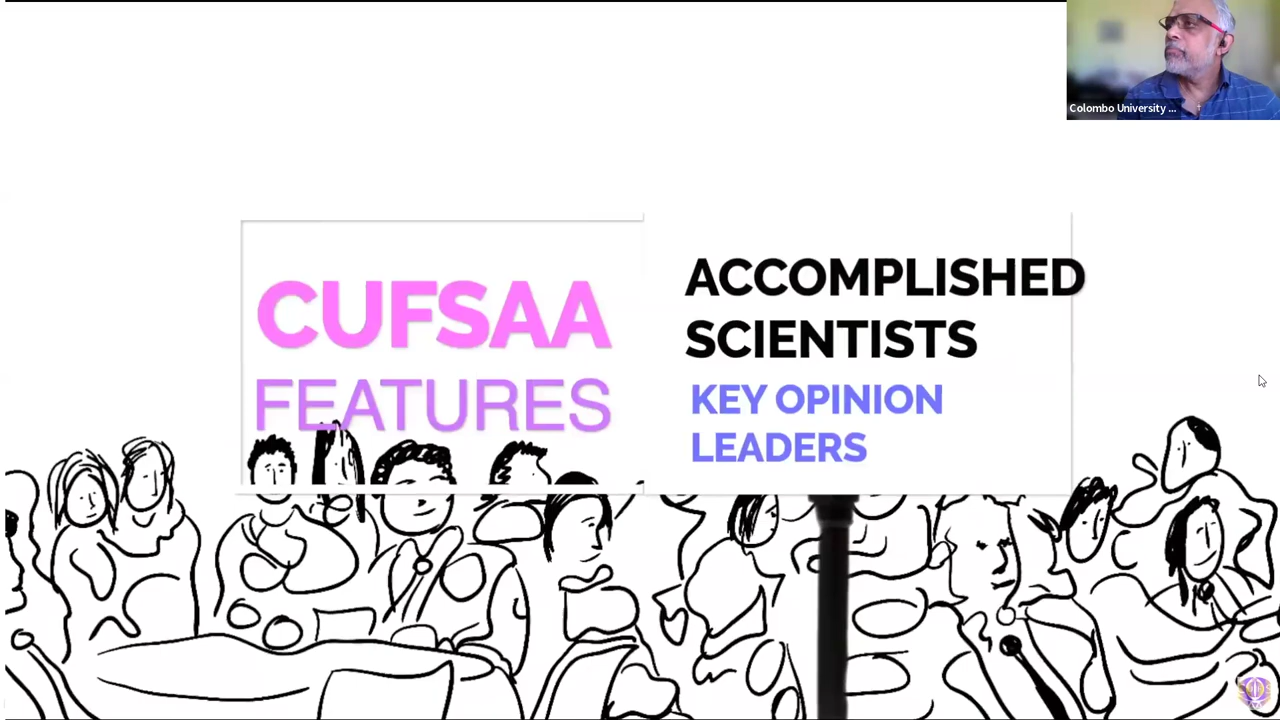 Colombo University ...
CUFSAA
FEATURES
ACCOMPLISHED
SCIENTISTS
KEY OPINION
LEADERS